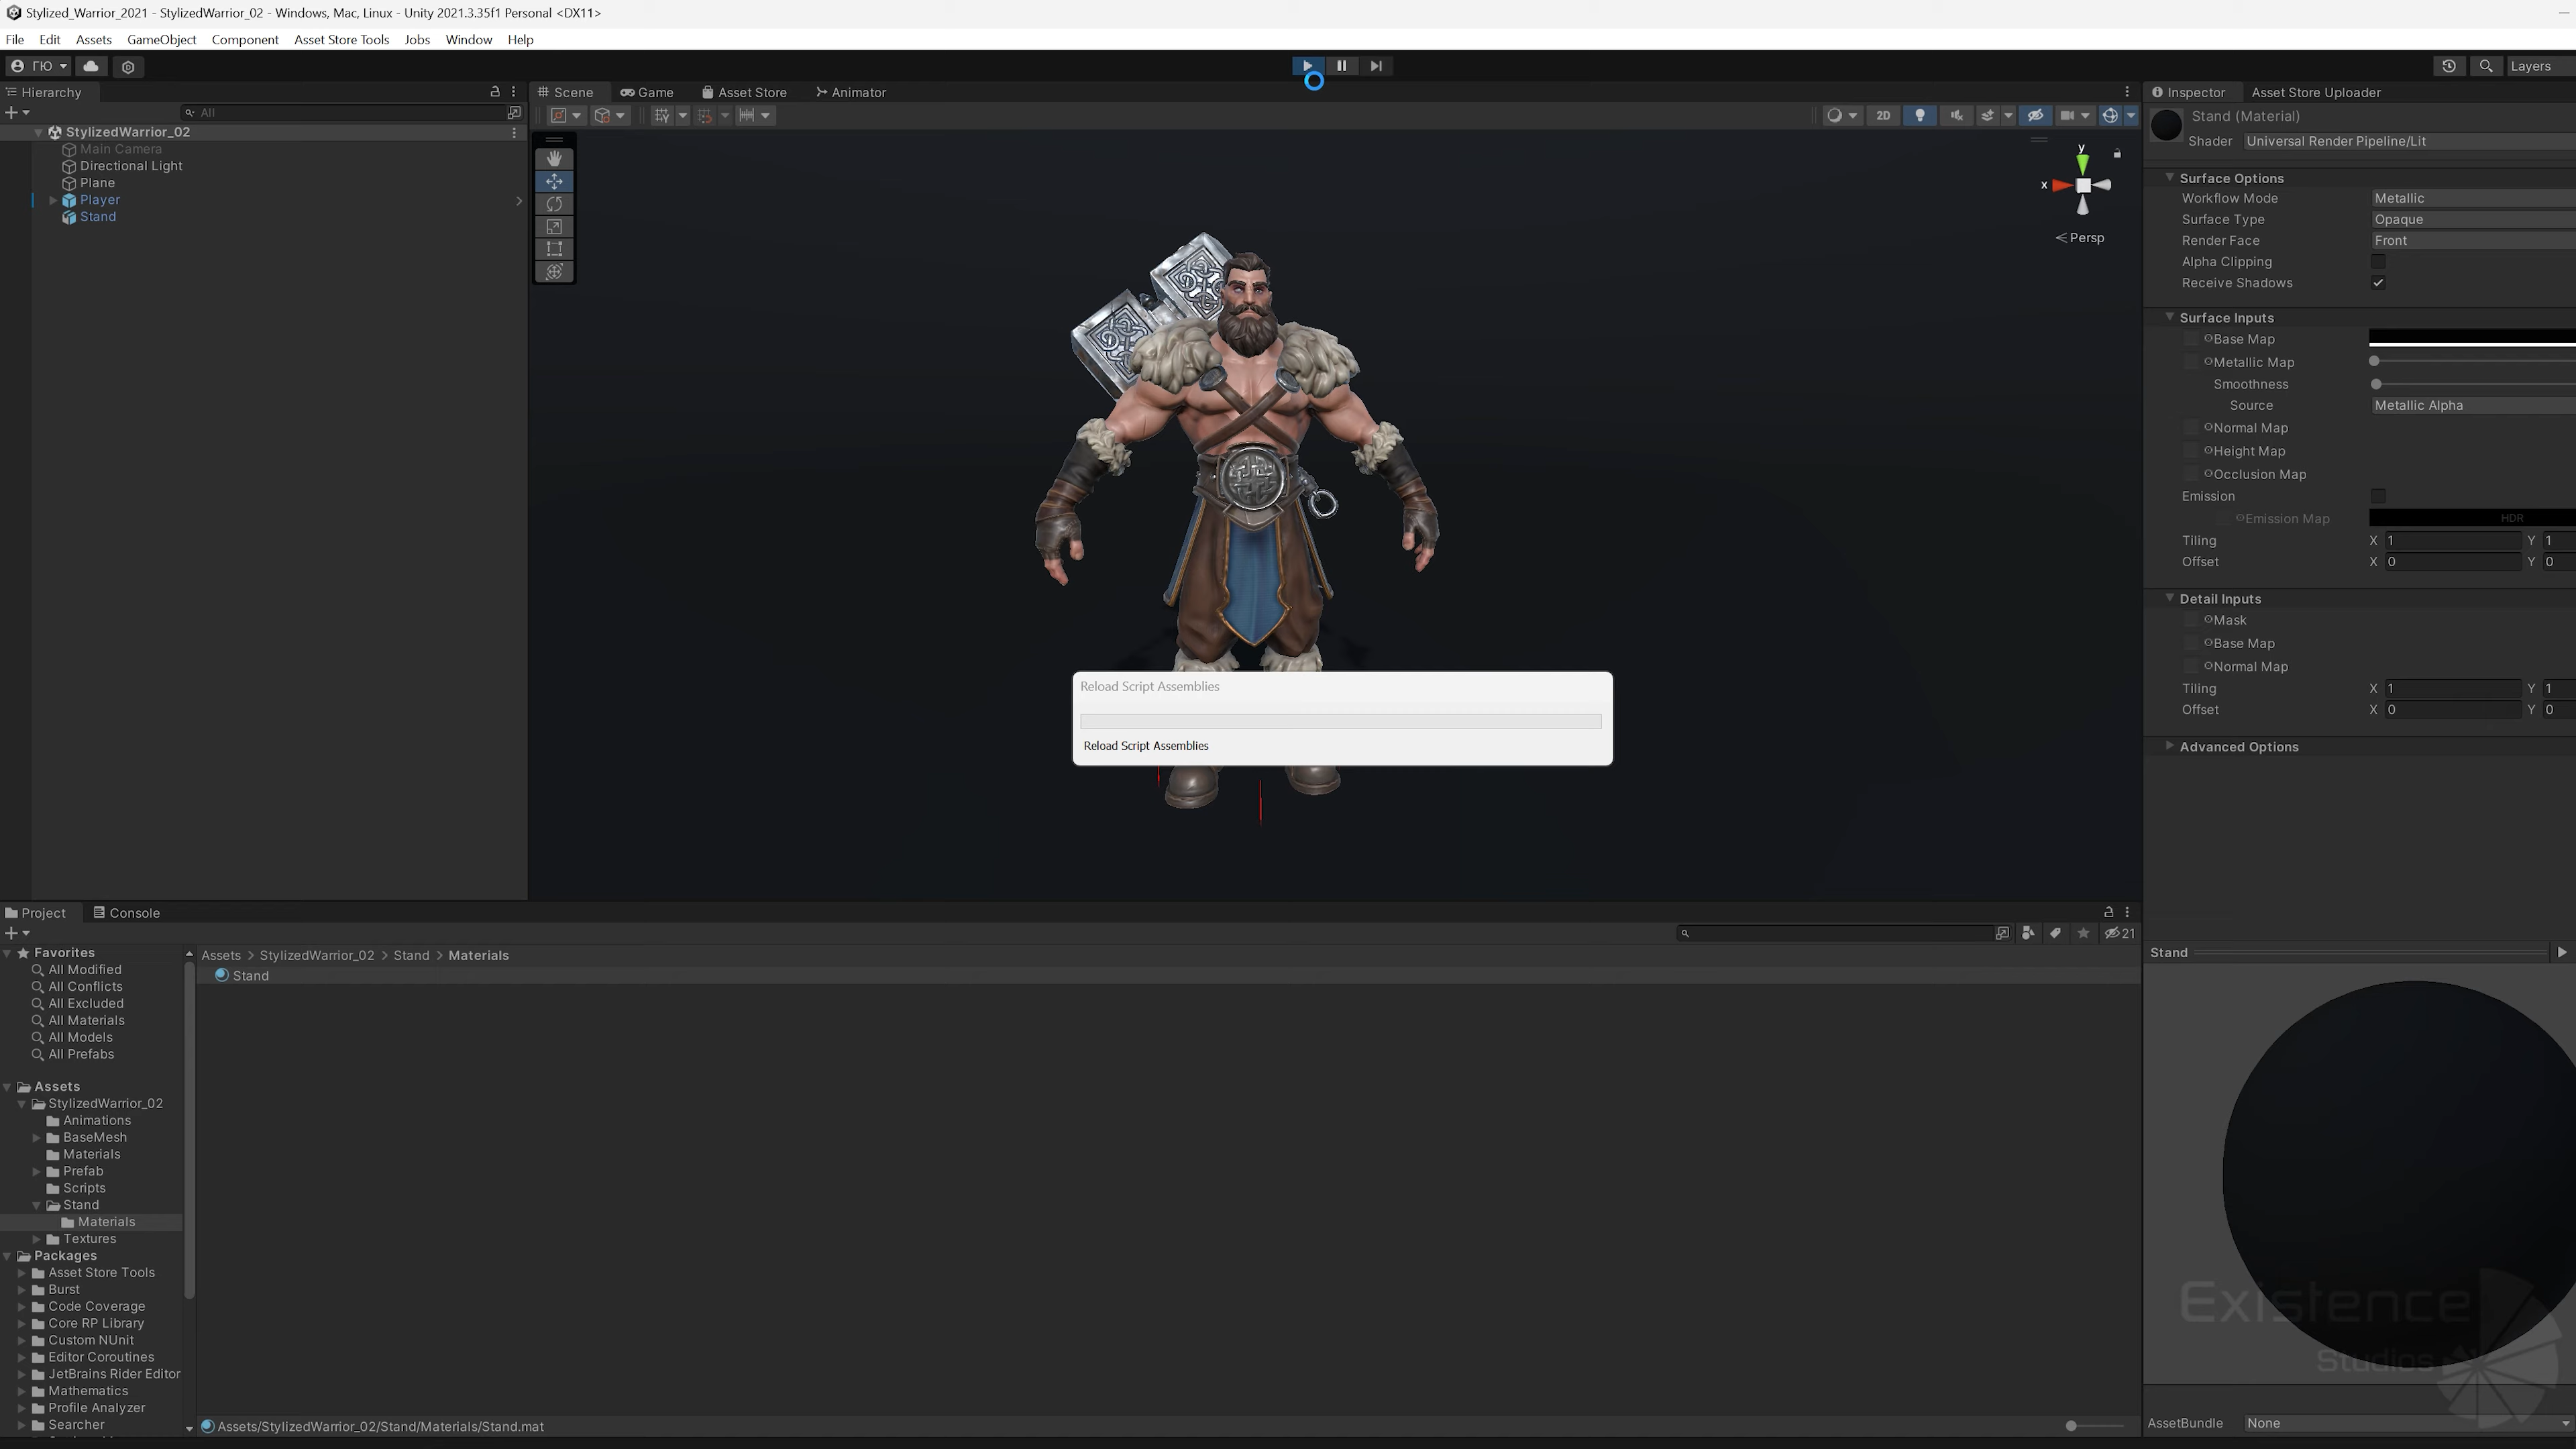 Stylized_Warrior_2021 - StylizedWarrior_02 - Windows, Mac, Linux - Unity 2021.3.35f1 Personal <DX11>
File Edit Assets GameObject Component Asset Store Tools Jobs Window Help
ГЮ
Layers
Hierarchy
All
StylizedWarrior_02
Main Camera
Directional Light
Plane
Player
Stand
Scene Game Asset Store Animator
2D
y
x
Persp
Reload Script Assemblies
Reload Script Assemblies
Inspector Asset Store Uploader
Stand (Material)
Shader Universal Render Pipeline/Lit
Surface Options
Workflow Mode Metallic
Surface Type Opaque
Render Face Front
Alpha Clipping
Receive Shadows
Surface Inputs
Base Map
Metallic Map
Smoothness
Source Metallic Alpha
Normal Map
Height Map
Occlusion Map
Emission
Emission Map HDR
Tiling X 1 Y 1
Offset X 0 Y 0
Detail Inputs
Mask
Base Map
Normal Map
Tiling X 1 Y 1
Offset X 0 Y 0
Advanced Options
Project Console
21
Favorites
All Modified
All Conflicts
All Excluded
All Materials
All Models
All Prefabs
Assets
StylizedWarrior_02
Animations
BaseMesh
Materials
Prefab
Scripts
Stand
Materials
Textures
Packages
Asset Store Tools
Burst
Code Coverage
Core RP Library
Custom NUnit
Editor Coroutines
JetBrains Rider Editor
Mathematics
Profile Analyzer
Searcher
Assets > StylizedWarrior_02 > Stand > Materials
Stand
Assets/StylizedWarrior_02/Stand/Materials/Stand.mat
Stand
Existence
Studios
AssetBundle None